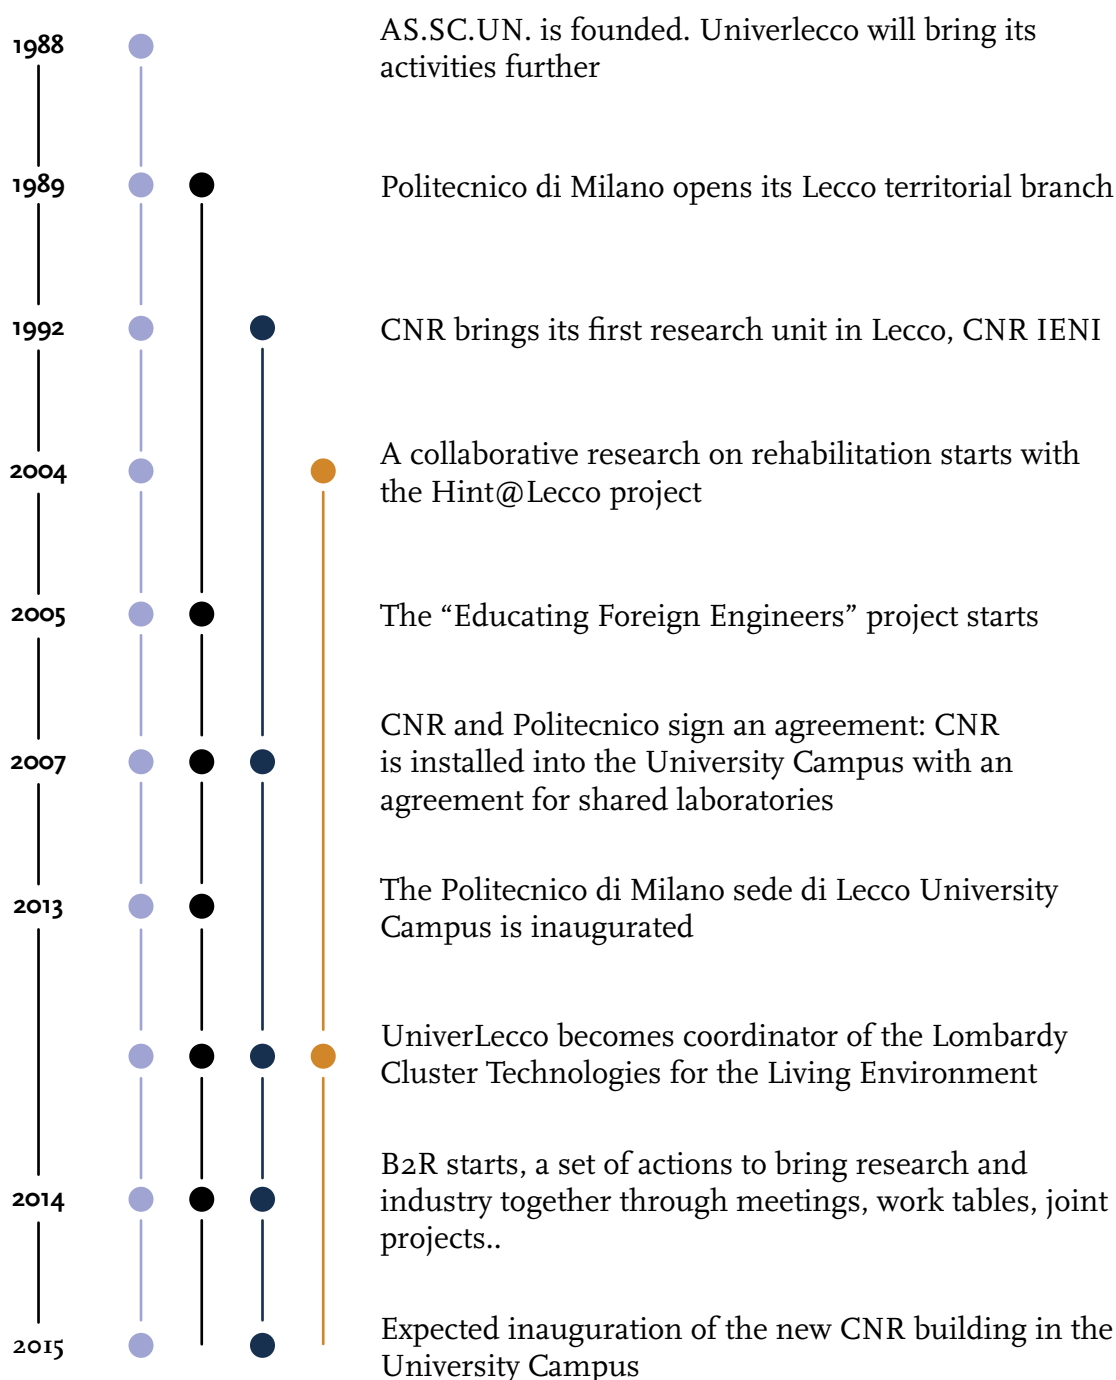 1988
AS.SC.UN. is founded. Univerlecco will bring its
activities further
1989
Politecnico di Milano opens its Lecco territorial branch
1992
CNR brings its first research unit in Lecco, CNR IENI
2004
A collaborative research on rehabilitation starts with
the Hint@Lecco project
2005
The “Educating Foreign Engineers” project starts
2007
CNR and Politecnico sign an agreement: CNR
is installed into the University Campus with an
agreement for shared laboratories
2013
The Politecnico di Milano sede di Lecco University
Campus is inaugurated
UniverLecco becomes coordinator of the Lombardy
Cluster Technologies for the Living Environment
2014
B2R starts, a set of actions to bring research and
industry together through meetings, work tables, joint
projects..
2015
Expected inauguration of the new CNR building in the
University Campus